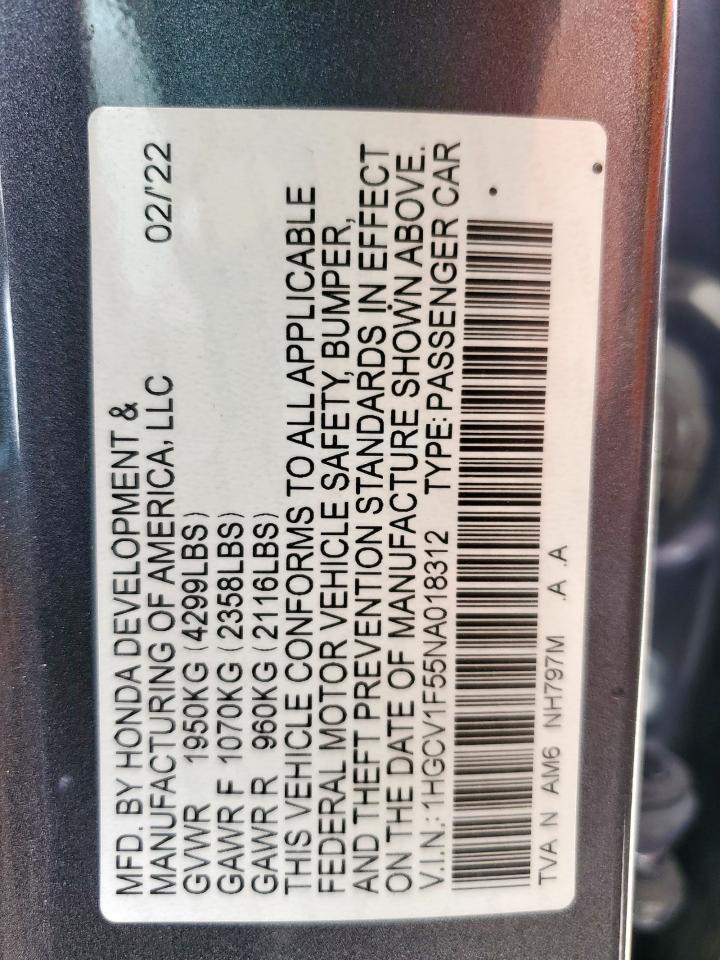 MFD. BY HONDA DEVELOPMENT &
MANUFACTURING OF AMERICA, LLC 02/'22
GVWR 1950KG (4299LBS)
GAWR F 1070KG (2358LBS)
GAWR R 960KG (2116LBS)
THIS VEHICLE CONFORMS TO ALL APPLICABLE
FEDERAL MOTOR VEHICLE SAFETY, BUMPER,
AND THEFT PREVENTION STANDARDS IN EFFECT
ON THE DATE OF MANUFACTURE SHOWN ABOVE.
V.I.N.:1HGCV1F55NA018312 TYPE:PASSENGER CAR
TVA N AM6 NH797M .A .A